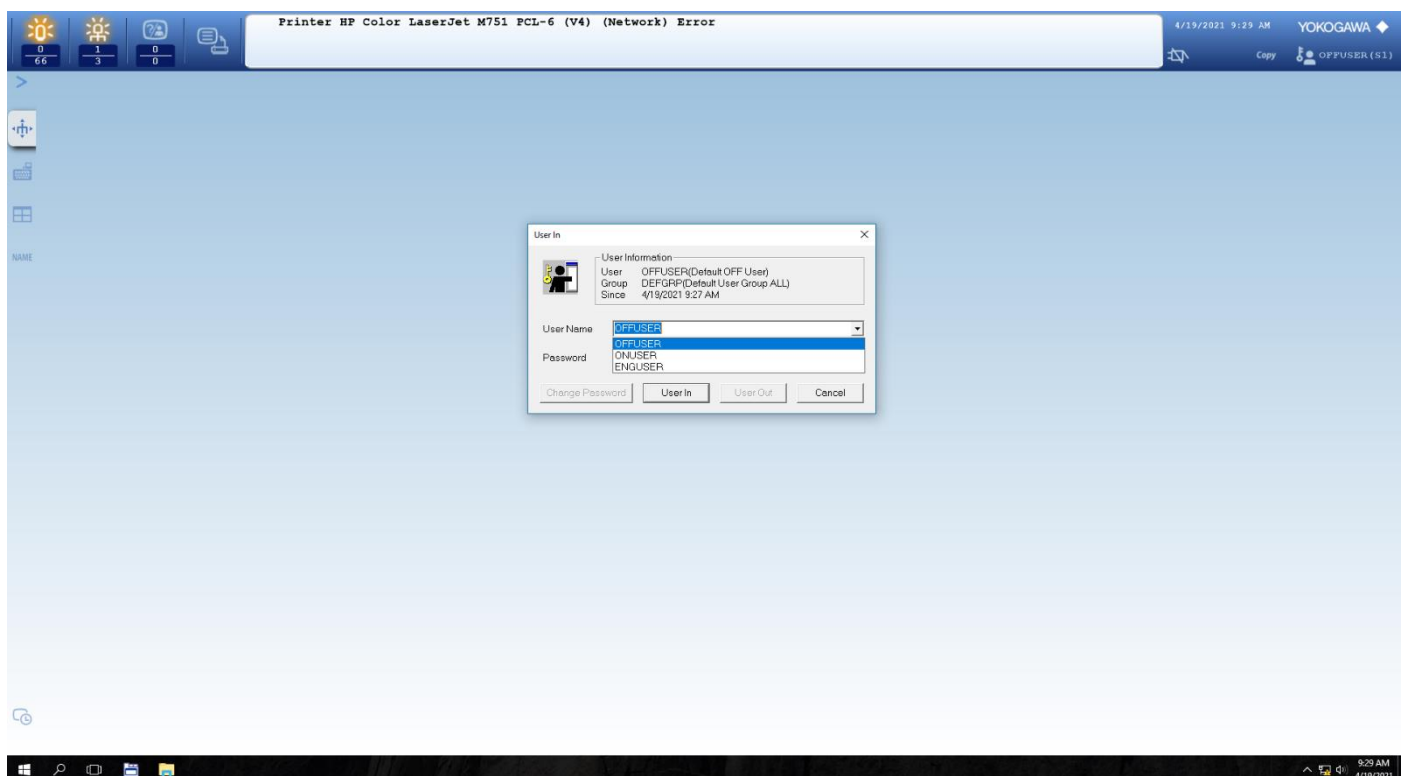 Printer HP Color LaserJet M751 PCL-6 (V4) (Network) Error
4/19/2021 9:29 AM
YOKOGAWA
0
66
1
3
0
0
Copy
OFFUSER(S1)
NAME
User In
User Information
User OFFUSER(Default OFF User)
Group DEFGRP(Default User Group ALL)
Since 4/19/2021 9:27 AM
User Name OFFUSER
OFFUSER
Password ONUSER
ENGUSER
Change Password User In User Out Cancel
9:29 AM
4/19/2021